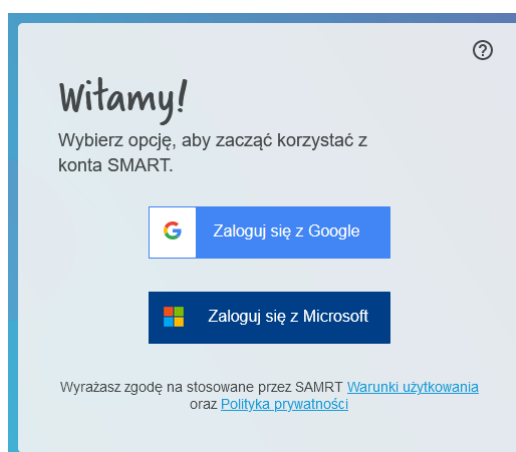 Witamy!
Wybierz opcję, aby zacząć korzystać z
konta SMART.
Zaloguj się z Google
Zaloguj się z Microsoft
Wyrażasz zgodę na stosowane przez SAMRT Warunki użytkowania
oraz Polityka prywatności